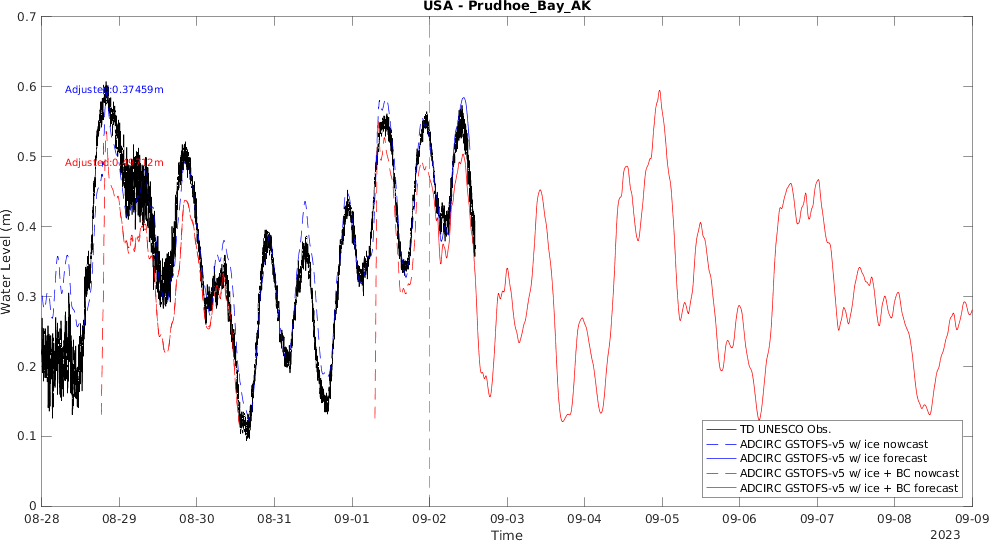 USA - Prudhoe_Bay_AK
Water Level (m)
0.7
0.6
0.5
0.4
0.3
0.2
0.1
0
Adjusted:0.37459m
08-28
08-29
08-30
08-31
09-01
09-02
09-03
09-04
09-05
09-06
09-07
09-08
09-09
Time
2023
TD UNESCO Obs.
ADCIRC GSTOFS-v5 w/ ice nowcast
ADCIRC GSTOFS-v5 w/ ice forecast
ADCIRC GSTOFS-v5 w/ ice + BC nowcast
ADCIRC GSTOFS-v5 w/ ice + BC forecast